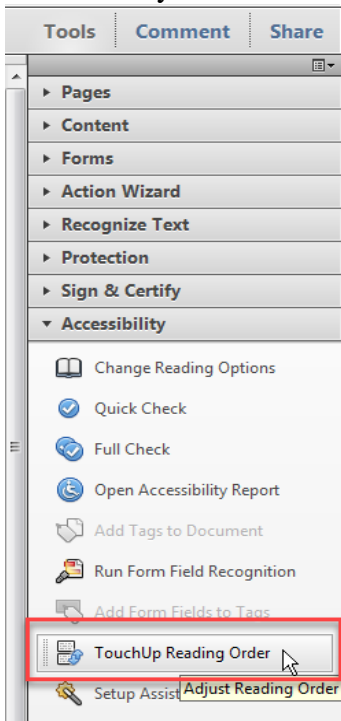 Tools Comment Share
Pages
Content
Forms
Action Wizard
Recognize Text
Protection
Sign & Certify
Accessibility
Change Reading Options
Quick Check
Full Check
Open Accessibility Report
Add Tags to Document
Run Form Field Recognition
Add Form Fields to Tags
TouchUp Reading Order
Setup Assist Adjust Reading Order